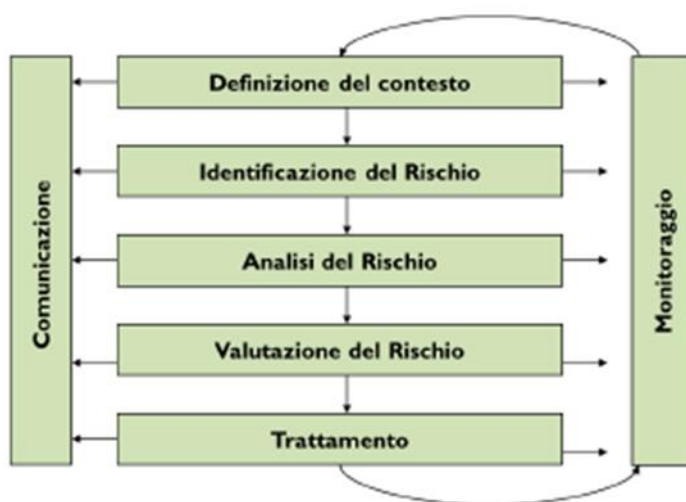 Comunicazione
Definizione del contesto
Identificazione del Rischio
Analisi del Rischio
Valutazione del Rischio
Trattamento
Monitoraggio